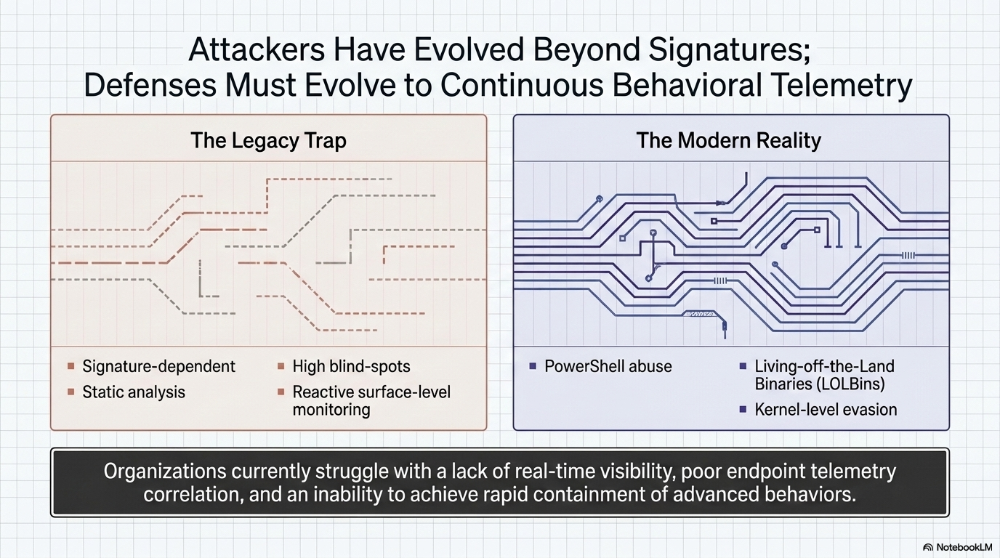 Attackers Have Evolved Beyond Signatures;
Defenses Must Evolve to Continuous Behavioral Telemetry
The Legacy Trap
Signature-dependent
Static analysis
High blind-spots
Reactive surface-level
monitoring
The Modern Reality
PowerShell abuse
Living-off-the-Land
Binaries (LOLBins)
Kernel-level evasion
Organizations currently struggle with a lack of real-time visibility, poor endpoint telemetry
correlation, and an inability to achieve rapid containment of advanced behaviors.
NotebookLM